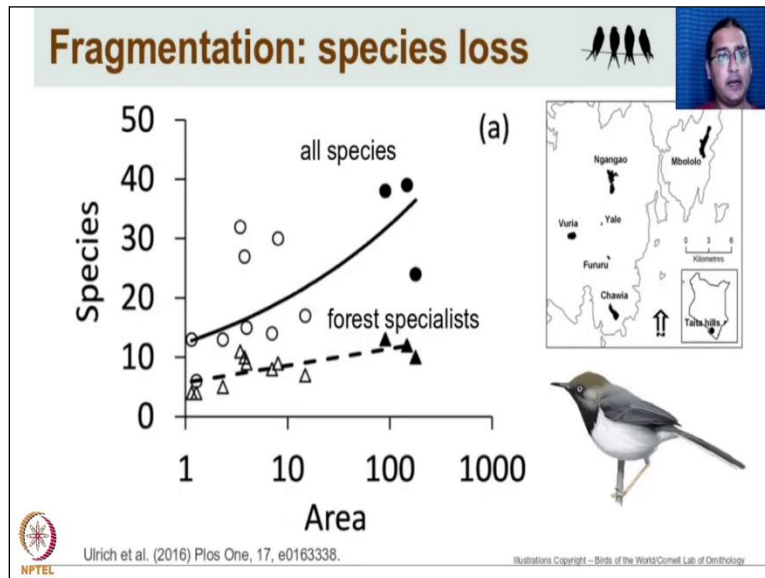 Fragmentation: species loss
50
40
30
20
10
0
Species
all species
(a)
forest specialists
1
10
100
1000
Area
Ngangao
Mbololo
Vuria
Yale
Fururu
Chawia
0 3 6
Kilometres
Taita hills
NPTEL
Ulrich et al. (2016) Plos One, 17, e0163338.
Illustrations Copyright – Birds of the World/Cornell Lab of Ornithology